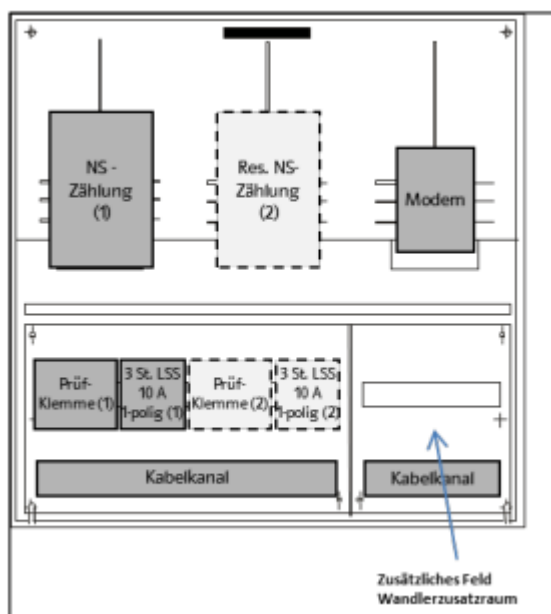 NS -
Zählung
(1)
Res. NS-
Zählung
(2)
Modem
Prüf-
Klemme (1)
3 St. LSS
10 A
1-polig (1)
Prüf-
Klemme (2)
3 St. LSS
10 A
1-polig (2)
Kabelkanal
Kabelkanal
Zusätzliches Feld
Wandlerzusatzraum